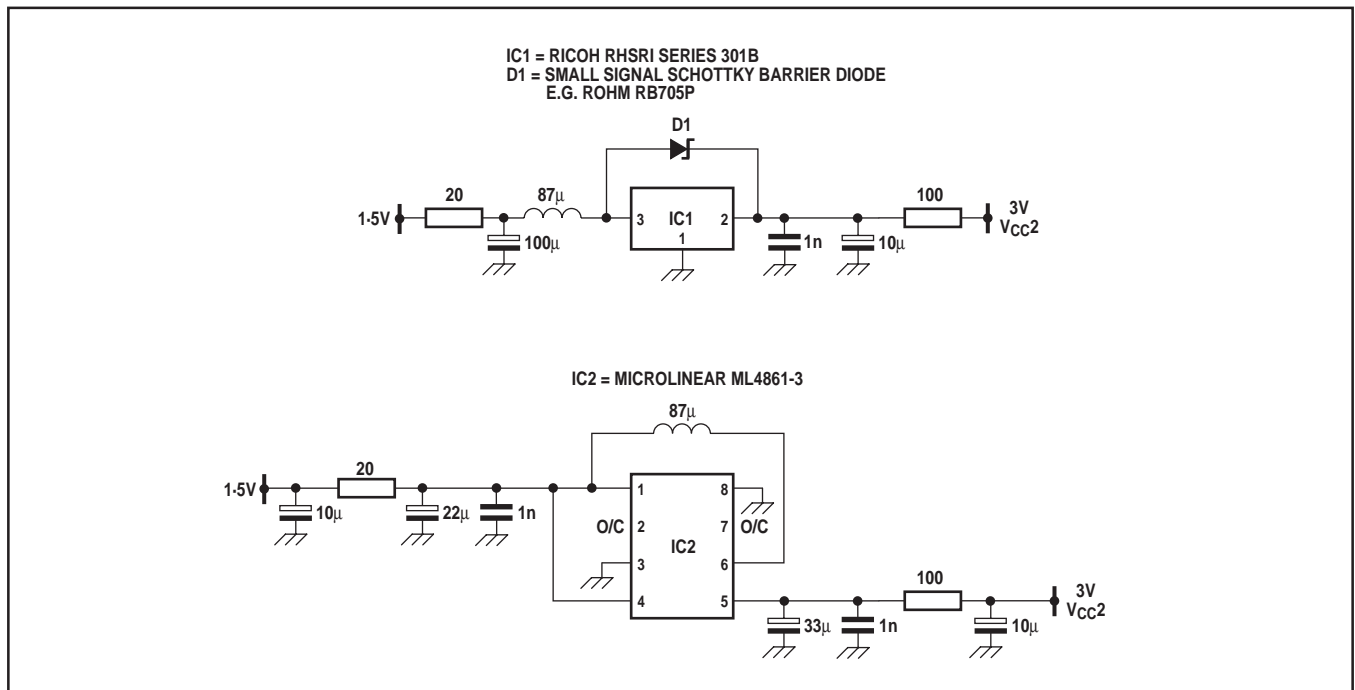 IC1 = RICOH RHSRI SERIES 301B
D1 = SMALL SIGNAL SCHOTTKY BARRIER DIODE
E.G. ROHM RB705P
D1
20
87μ
1·5V
3
IC1
2
1
100μ
1n
10μ
100
3V
VCC2
IC2 = MICROLINEAR ML4861-3
87μ
1·5V
20
10μ
22μ
1n
1
8
O/C
2
7
O/C
IC2
3
6
4
5
33μ
1n
100
10μ
3V
VCC2